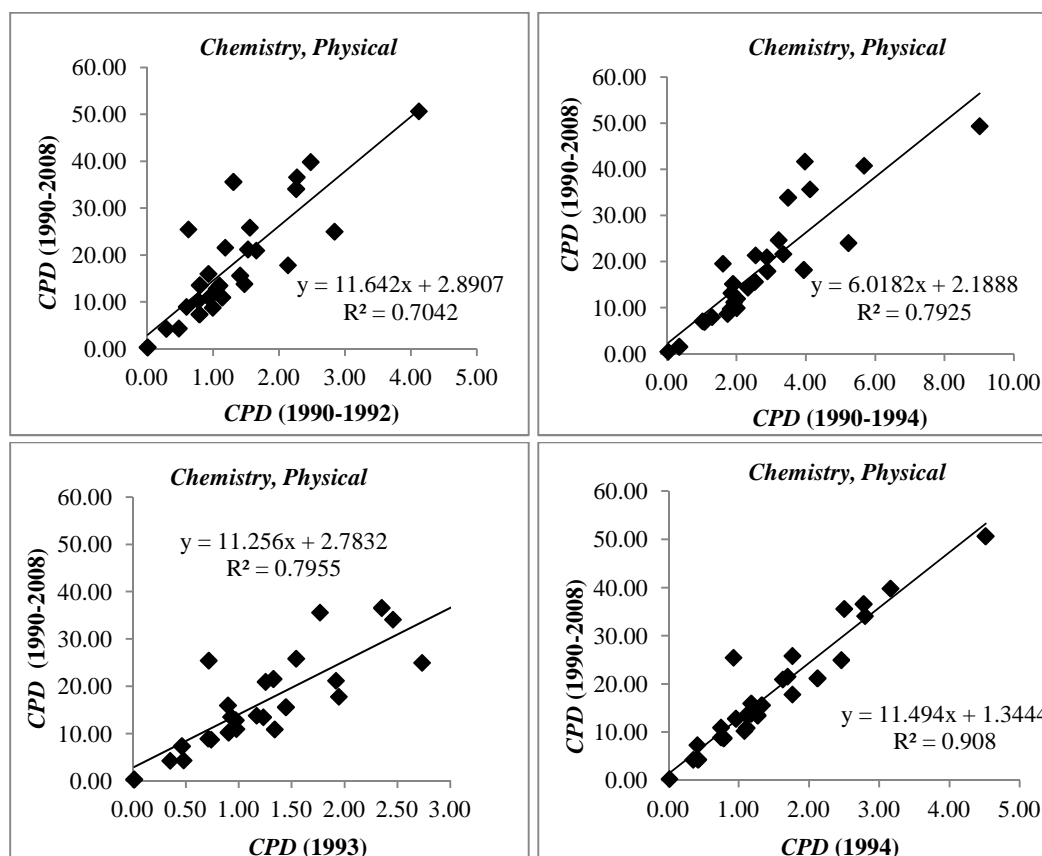 Chemistry, Physical
60.00
50.00
40.00
30.00
20.00
10.00
0.00
CPD (1990-2008)
y = 11.642x + 2.8907
R² = 0.7042
0.00 1.00 2.00 3.00 4.00 5.00
CPD (1990-1992)
Chemistry, Physical
60.00
50.00
40.00
30.00
20.00
10.00
0.00
CPD (1990-2008)
y = 6.0182x + 2.1888
R² = 0.7925
0.00 2.00 4.00 6.00 8.00 10.00
CPD (1990-1994)
Chemistry, Physical
60.00
50.00
40.00
30.00
20.00
10.00
0.00
CPD (1990-2008)
y = 11.256x + 2.7832
R² = 0.7955
0.00 0.50 1.00 1.50 2.00 2.50 3.0
CPD (1993)
Chemistry, Physical
60.00
50.00
40.00
30.00
20.00
10.00
0.00
CPD (1990-2008)
y = 11.494x + 1.3444
R² = 0.908
0.00 1.00 2.00 3.00 4.00 5.00
CPD (1994)